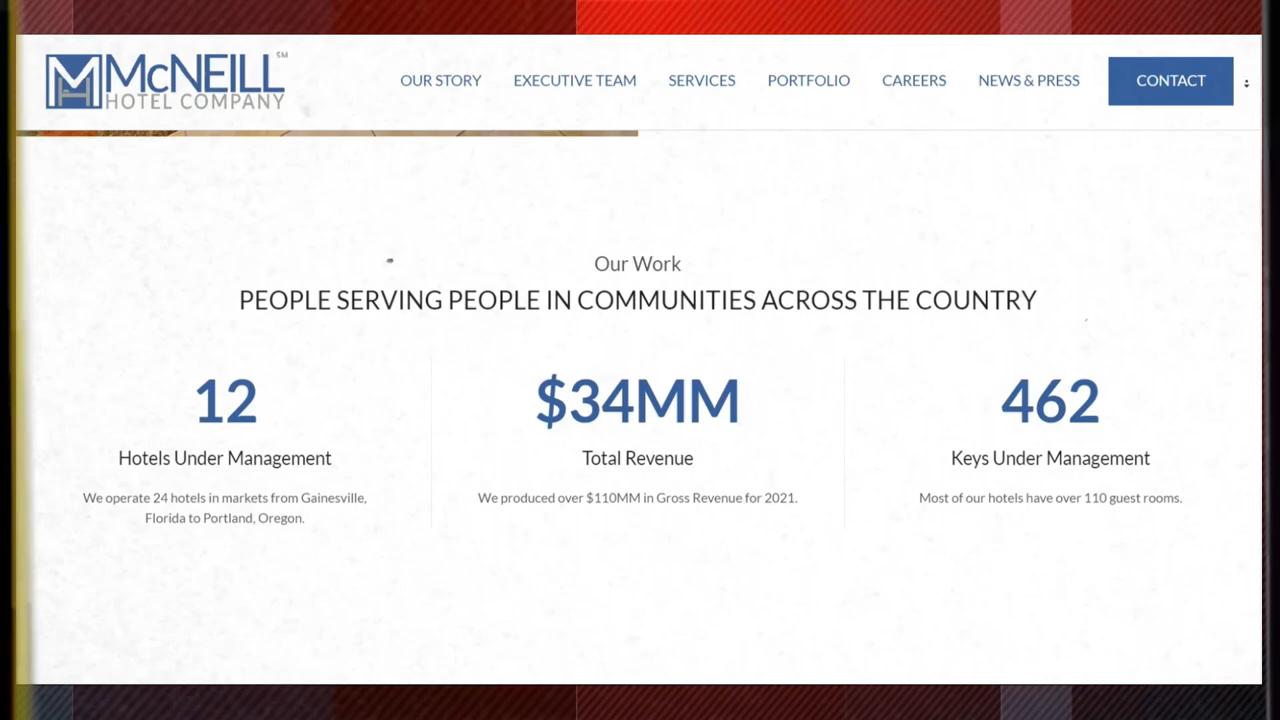 McNEILL SM
HOTEL COMPANY
OUR STORY EXECUTIVE TEAM SERVICES PORTFOLIO CAREERS NEWS & PRESS CONTACT
Our Work
PEOPLE SERVING PEOPLE IN COMMUNITIES ACROSS THE COUNTRY
12
Hotels Under Management
We operate 24 hotels in markets from Gainesville,
Florida to Portland, Oregon.
$34MM
Total Revenue
We produced over $110MM in Gross Revenue for 2021.
462
Keys Under Management
Most of our hotels have over 110 guest rooms.